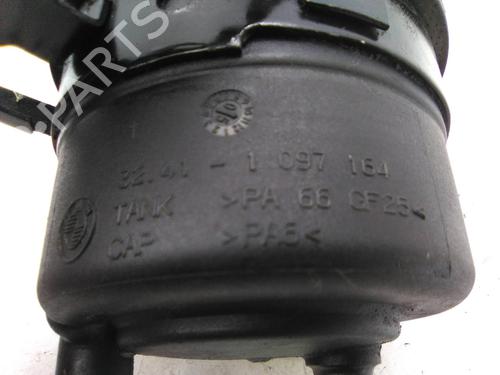 PARTS
32.41 - 1 097 164
TANK >PA 66 GF25<
CAP >PA6<